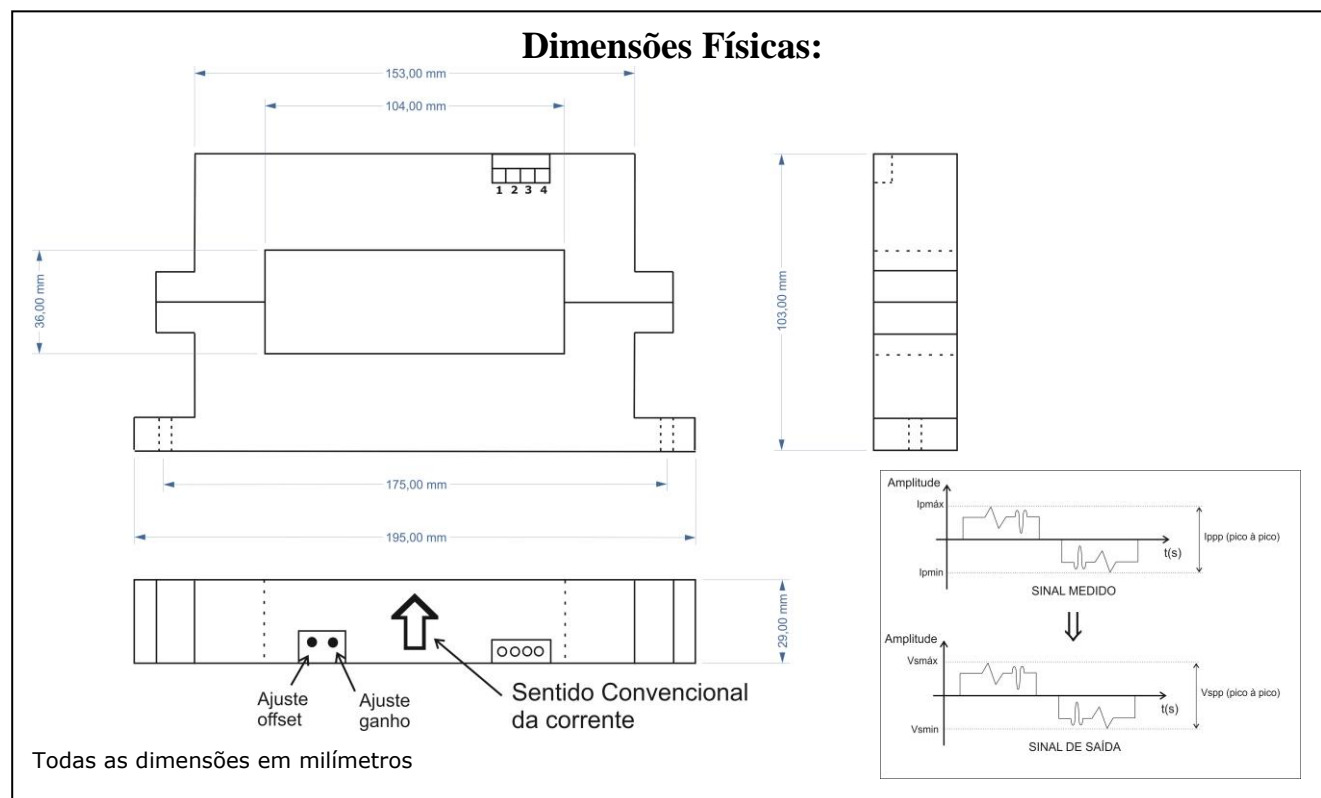 Dimensões Físicas:
153,00 mm
104,00 mm
1 2 3 4
36,00 mm
103,00 mm
175,00 mm
195,00 mm
29,00 mm
Ajuste
offset
Ajuste
ganho
Sentido Convencional
da corrente
Todas as dimensões em milímetros
Amplitude
Ipmáx
Ippp (pico à pico)
t(s)
Ipmin
SINAL MEDIDO
Amplitude
Vsmáx
Vspp (pico à pico)
t(s)
Vsmin
SINAL DE SAÍDA